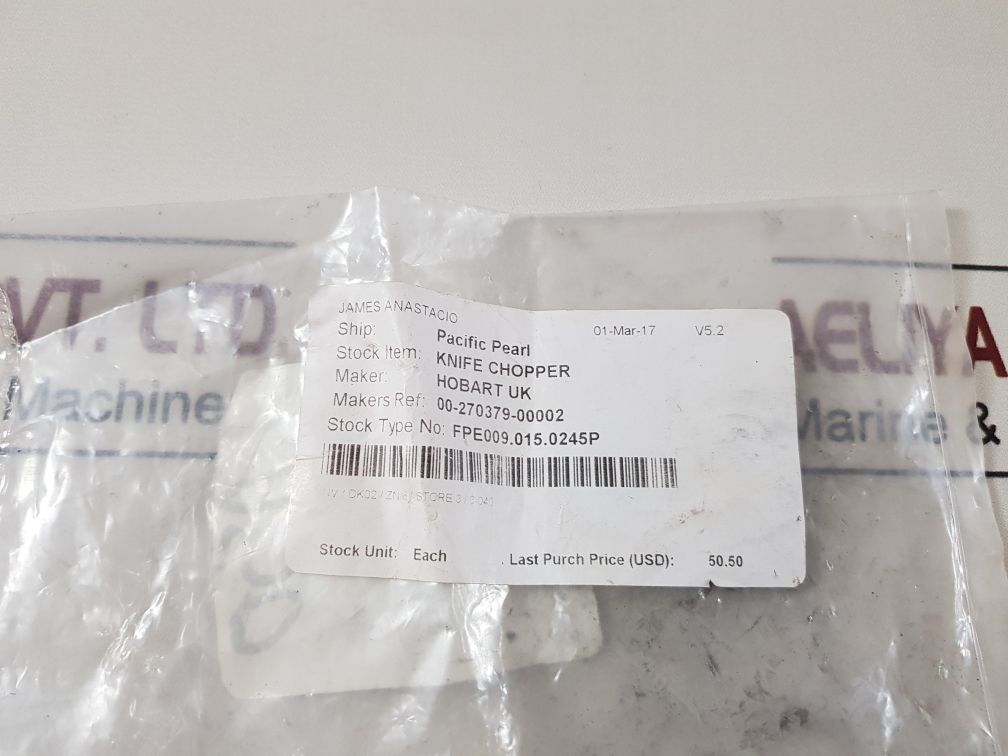 VT. LTD.
AELIYA
Machine
Marine &
JAMES ANASTACIO
01-Mar-17 V5.2
Ship: Pacific Pearl
Stock Item: KNIFE CHOPPER
Maker: HOBART UK
Makers Ref: 00-270379-00002
Stock Type No: FPE009.015.0245P
STORE 3
Stock Unit: Each Last Purch Price (USD): 50.50